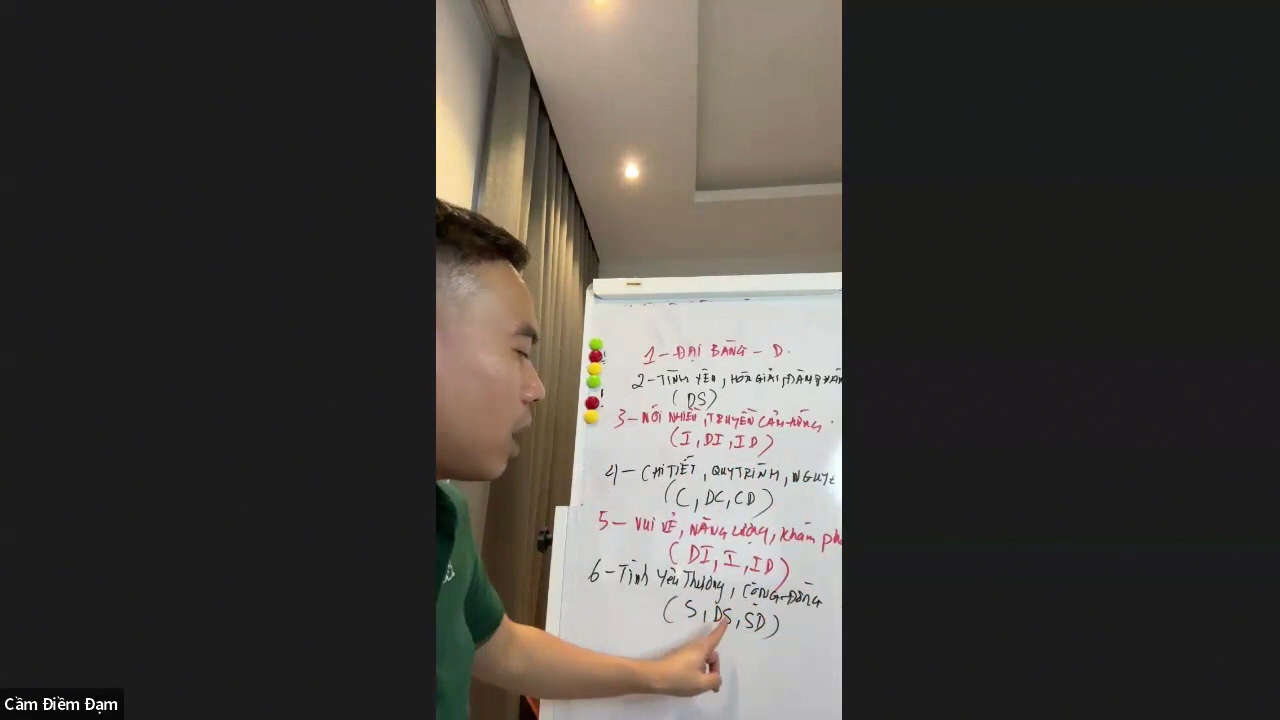 1 - ĐẠI BÀNG - D.
2 - TÌNH YÊU, HÒA GIẢI, ĐÀM PHÁN
(DS)
3 - NÓI NHIỀU, TRUYỀN CẢM HỨNG.
(I, DI, ID)
4 - CHI TIẾT, QUY TRÌNH, NGUYÊ
(C, DC, CD)
5 - VUI VẺ, NĂNG LƯỢNG, khám phá
(DI, I, ID)
6 - Tình Yêu Thương, CỘNG ĐỒNG
(S, DS, SD)
Cầm Điềm Đạm